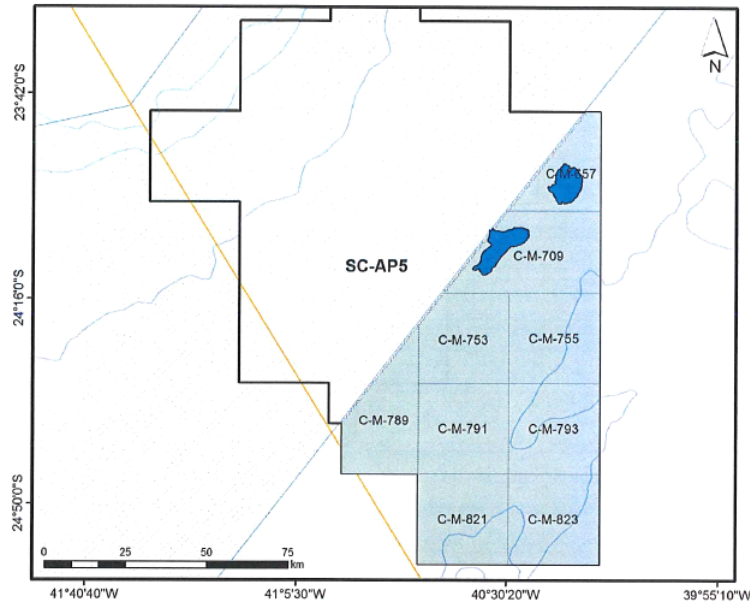 N
23°42'0"S
C-M-657
C-M-709
SC-AP5
24°16'0"S
C-M-753
C-M-755
C-M-789
C-M-791
C-M-793
24°50'0"S
C-M-821
C-M-823
0 25 50 75
km
41°40'40"W
41°5'30"W
40°30'20"W
39°55'10"W